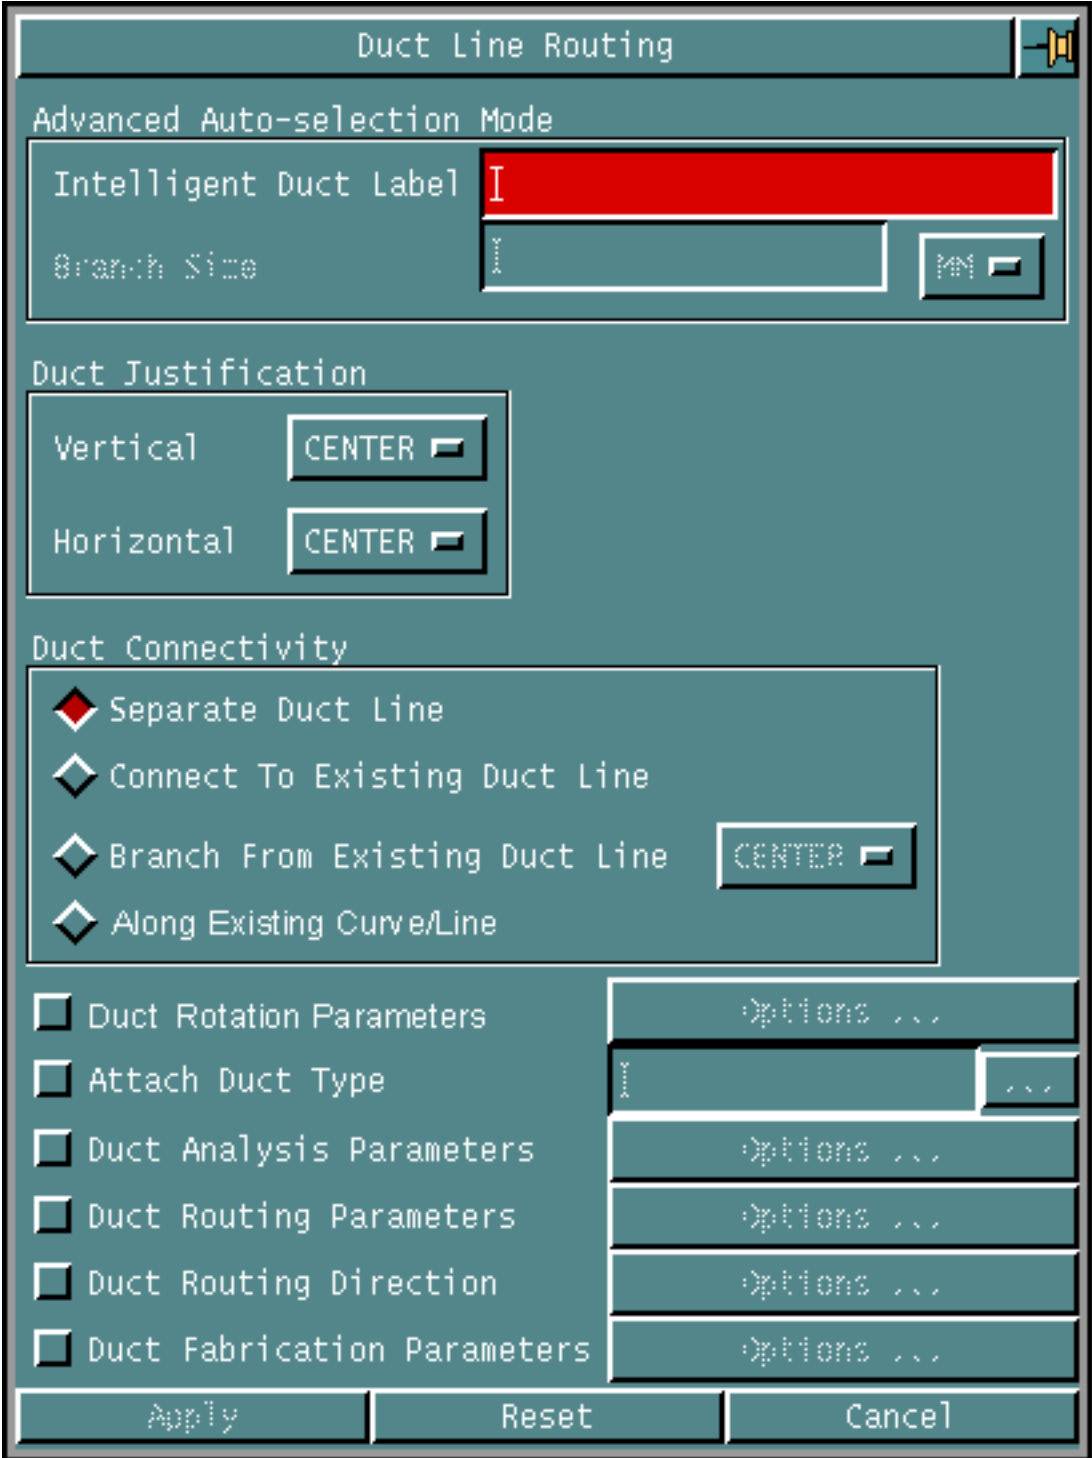 Duct Line Routing
Advanced Auto-selection Mode
Intelligent Duct Label
Branch Size MM
Duct Justification
Vertical CENTER
Horizontal CENTER
Duct Connectivity
Separate Duct Line
Connect To Existing Duct Line
Branch From Existing Duct Line CENTER
Along Existing Curve/Line
Duct Rotation Parameters Options ...
Attach Duct Type ...
Duct Analysis Parameters Options ...
Duct Routing Parameters Options ...
Duct Routing Direction Options ...
Duct Fabrication Parameters Options ...
Apply Reset Cancel